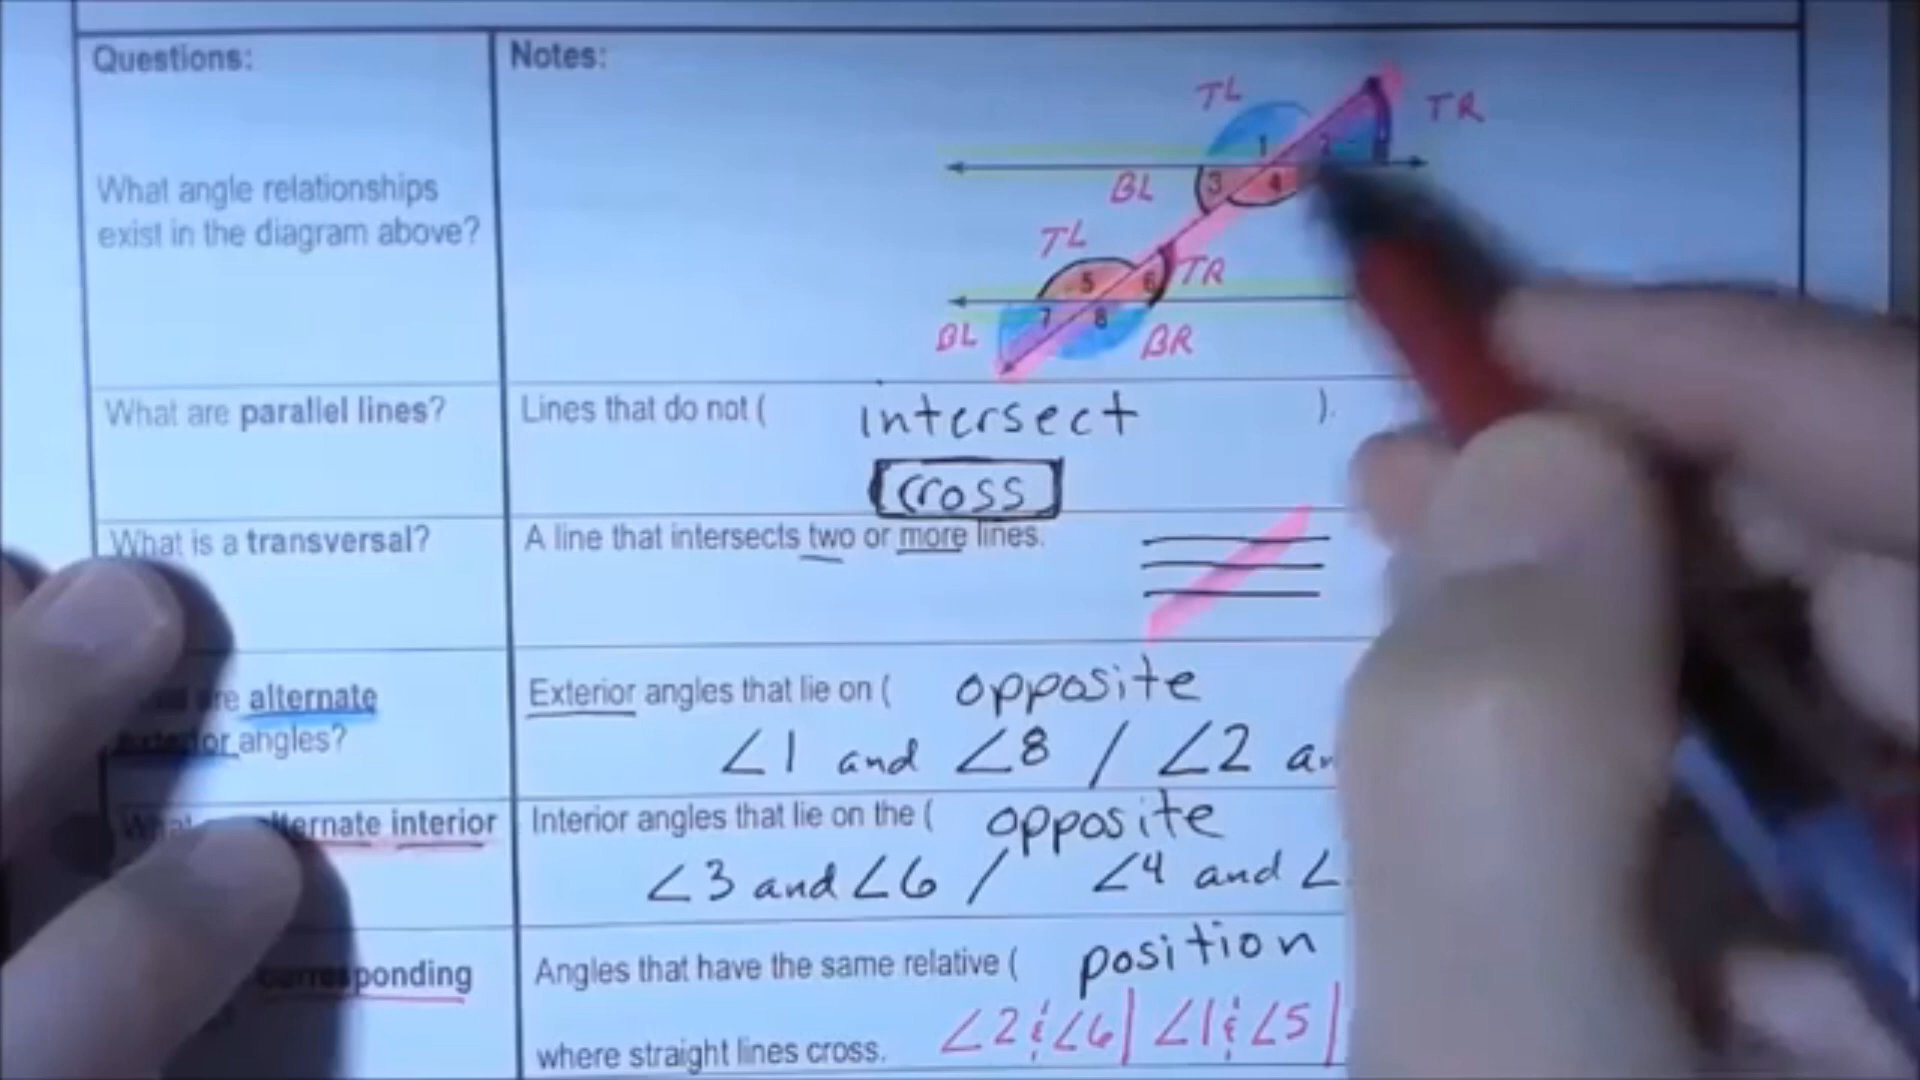 Questions:
Notes:
TL
TR
1
2
What angle relationships
exist in the diagram above?
BL
3
4
TL
5
6
TR
7
8
BL
BR
What are parallel lines?
Lines that do not ( intersect ).
cross
What is a transversal?
A line that intersects two or more lines.
are alternate
exterior angles?
Exterior angles that lie on ( opposite
∠1 and ∠8 / ∠2
alternate interior
Interior angles that lie on the ( opposite
∠3 and ∠6 / ∠4 and ∠
corresponding
Angles that have the same relative ( position
where straight lines cross. ∠2 & ∠6 | ∠1 & ∠5 |